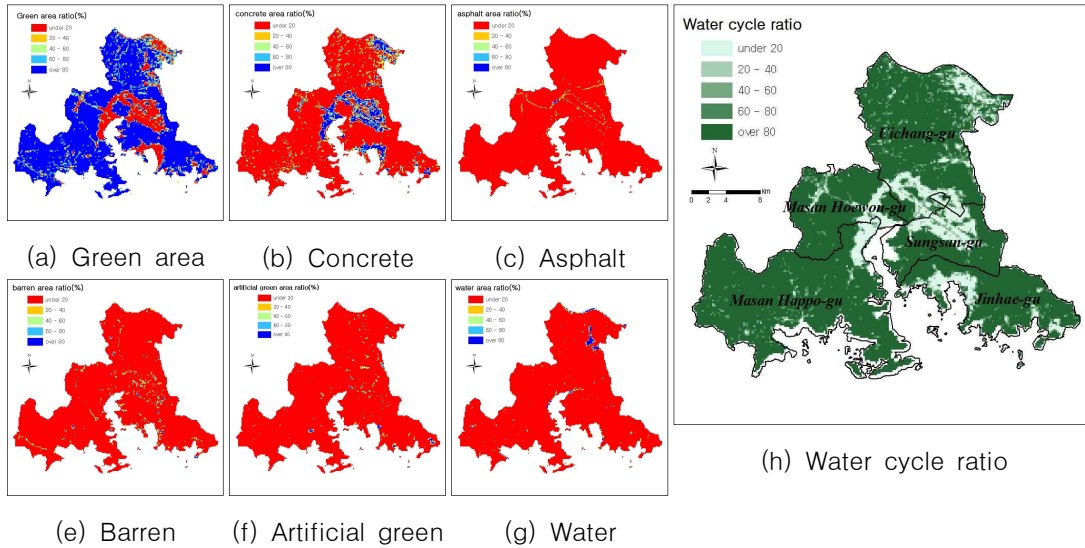 Green area ratio(%)
under 20
20 - 40
40 - 60
60 - 80
over 80
N
(a) Green area
concrete area ratio(%)
under 20
20 - 40
40 - 60
60 - 80
over 80
N
(b) Concrete
asphalt area ratio(%)
under 20
20 - 40
40 - 60
60 - 80
over 80
N
(c) Asphalt
barren area ratio(%)
under 20
20 - 40
40 - 60
60 - 80
over 80
N
(e) Barren
artificial green area ratio(%)
under 20
20 - 40
40 - 60
60 - 80
over 80
N
(f) Artificial green
water area ratio(%)
under 20
20 - 40
40 - 60
60 - 80
over 80
N
(g) Water
Water cycle ratio
under 20
20 - 40
40 - 60
60 - 80
over 80
N
km
0 2 4 8
Uichang-gu
Masan Hoewon-gu
Sungsan-gu
Masan Happo-gu
Jinhae-gu
(h) Water cycle ratio